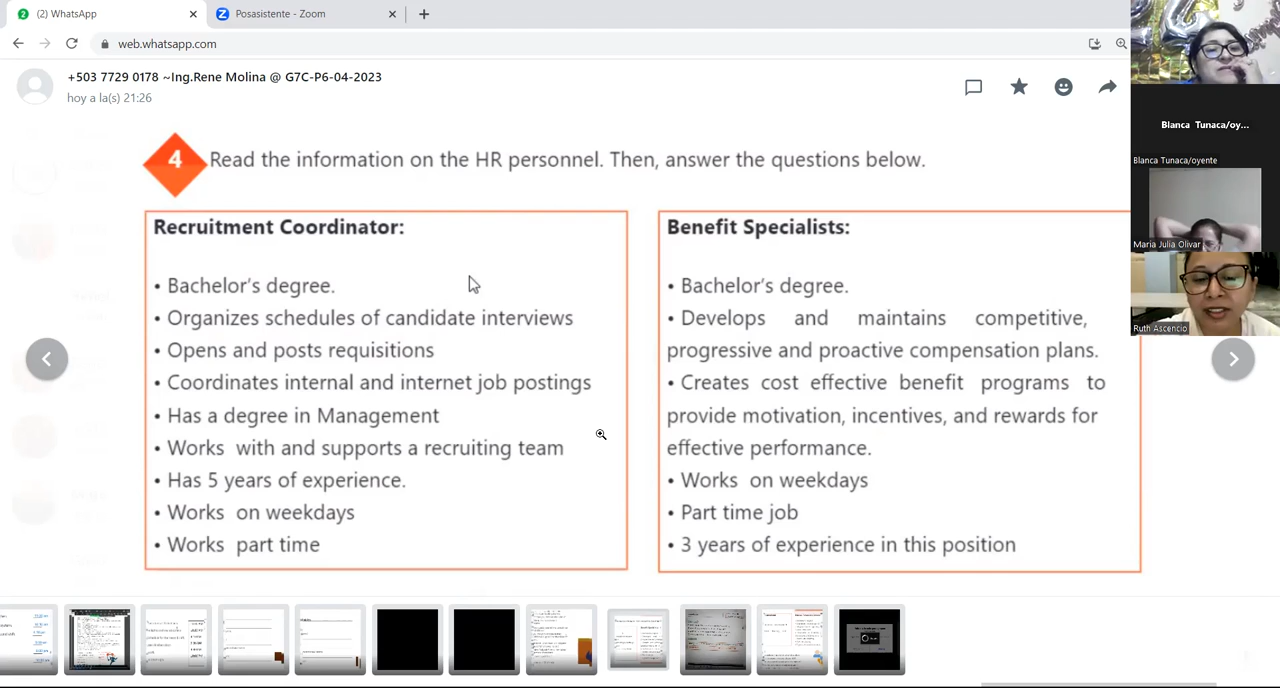 (2) WhatsApp
Posasistente - Zoom
web.whatsapp.com
+503 7729 0178 ~Ing.Rene Molina @ G7C-P6-04-2023
hoy a la(s) 21:26
4
Read the information on the HR personnel. Then, answer the questions below.
Recruitment Coordinator:
• Bachelor's degree.
• Organizes schedules of candidate interviews
• Opens and posts requisitions
• Coordinates internal and internet job postings
• Has a degree in Management
• Works with and supports a recruiting team
• Has 5 years of experience.
• Works on weekdays
• Works part time
Benefit Specialists:
• Bachelor's degree.
• Develops and maintains competitive,
progressive and proactive compensation plans.
• Creates cost effective benefit programs to
provide motivation, incentives, and rewards for
effective performance.
• Works on weekdays
• Part time job
• 3 years of experience in this position
Blanca Tunaca/oy...
Blanca Tunaca/oyente
Maria Julia Olivar
Ruth Ascencio